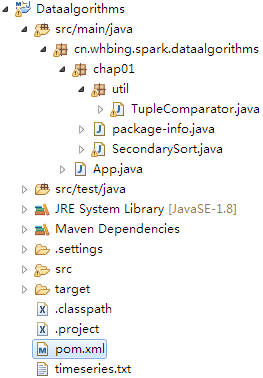 Dataalgorithms
src/main/java
cn.whbing.spark.dataalgorithms
chap01
util
TupleComparator.java
package-info.java
SecondarySort.java
App.java
src/test/java
JRE System Library [JavaSE-1.8]
Maven Dependencies
.settings
src
target
.classpath
.project
pom.xml
timeseries.txt